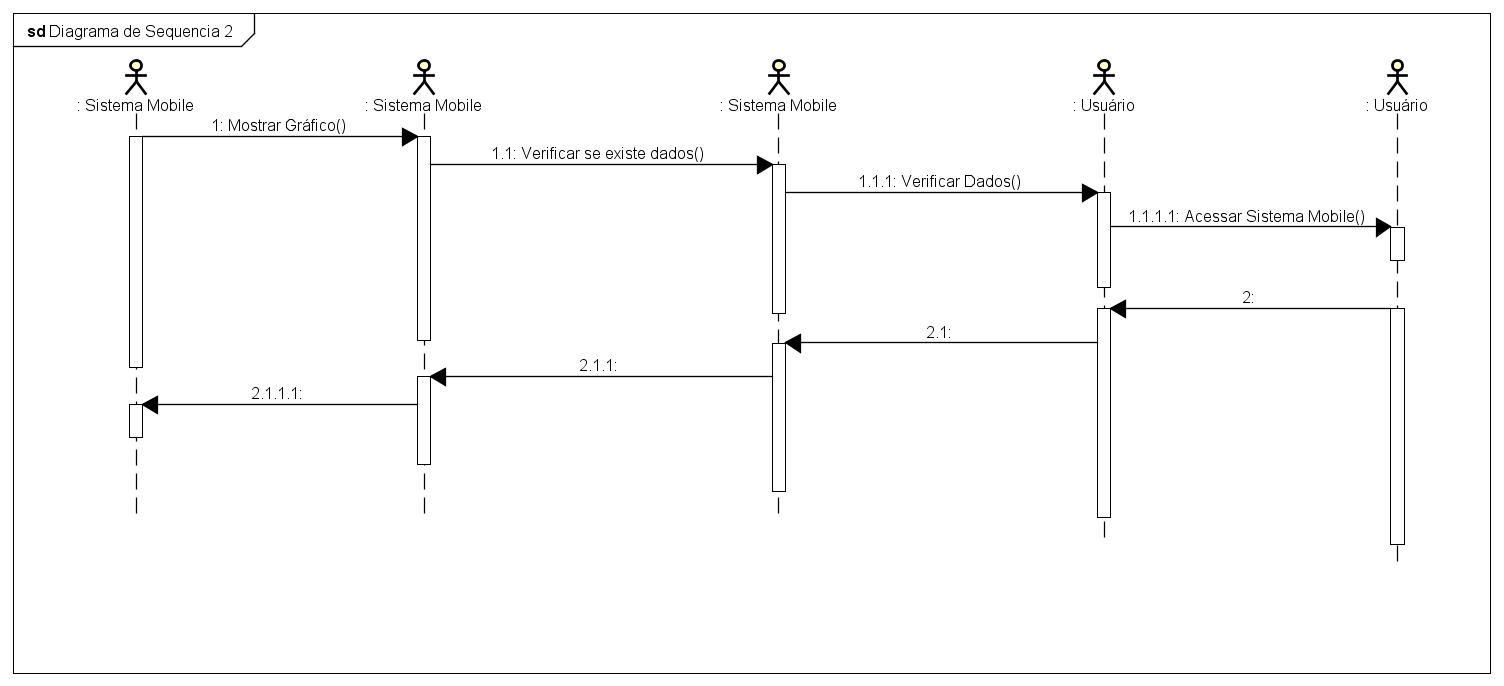 sd Diagrama de Sequencia 2
: Sistema Mobile
: Sistema Mobile
: Sistema Mobile
: Usuário
: Usuário
1: Mostrar Gráfico()
1.1: Verificar se existe dados()
1.1.1: Verificar Dados()
1.1.1.1: Acessar Sistema Mobile()
2:
2.1:
2.1.1:
2.1.1.1: